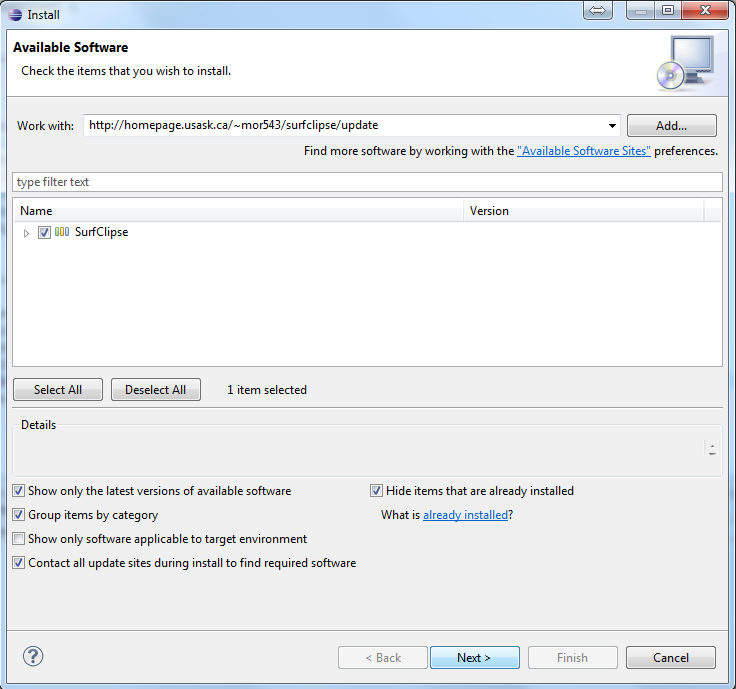 Install
Available Software
Check the items that you wish to install.
Work with: http://homepage.usask.ca/~mor543/surfclipse/update Add...
Find more software by working with the "Available Software Sites" preferences.
type filter text
Name Version
SurfClipse
Select All Deselect All 1 item selected
Details
Show only the latest versions of available software Hide items that are already installed
Group items by category What is already installed?
Show only software applicable to target environment
Contact all update sites during install to find required software
? < Back Next > Finish Cancel